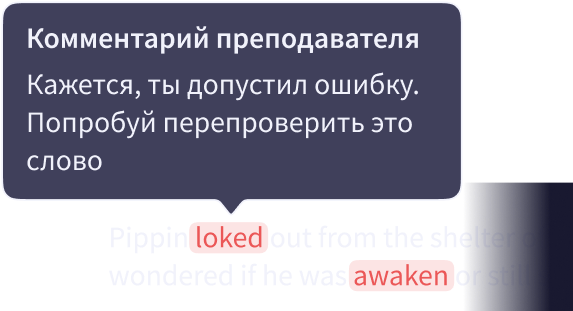 Комментарий преподавателя
Кажется, ты допустил ошибку.
Попробуй перепроверить это
слово
Pippin loked out from the shelter
wondered if he was awaken or still